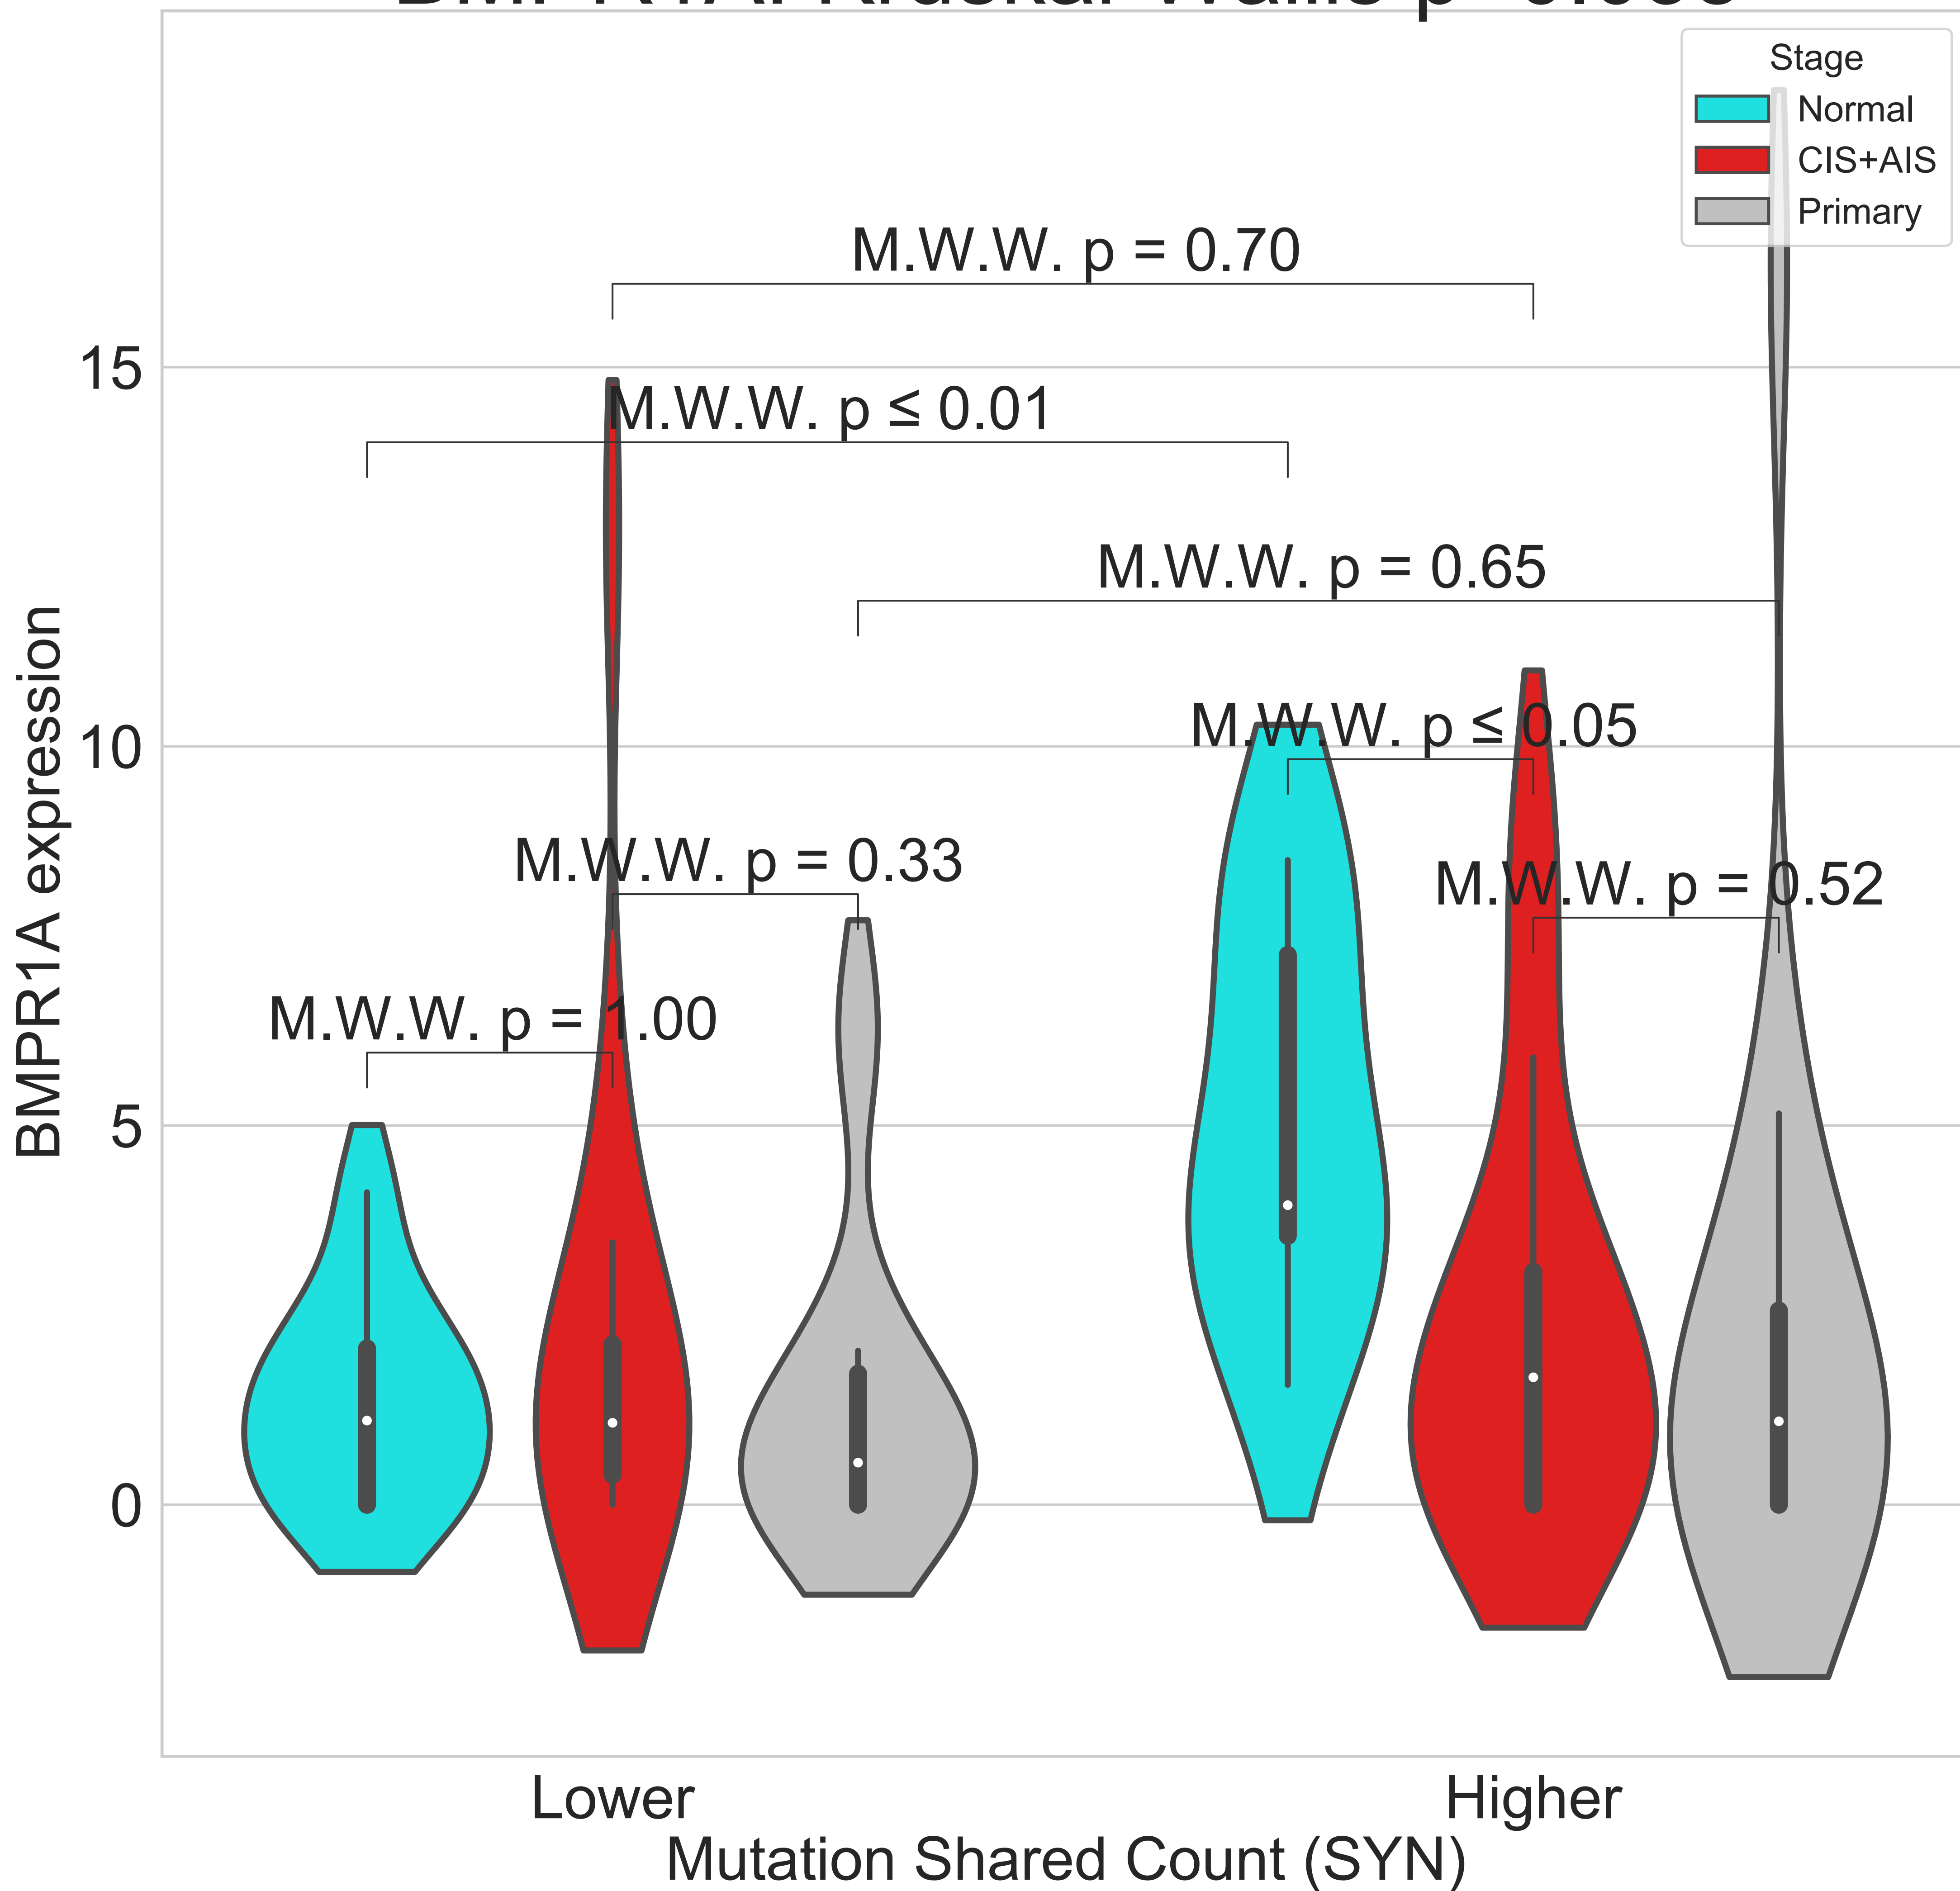 Stage
Normal
CIS+AIS
Primary
M.W.W. p = 0.70
15
M.W.W. p ≤ 0.01
M.W.W. p = 0.65
M.W.W. p ≤ 0.05
10
M.W.W. p = 0.33
M.W.W. p = 0.52
M.W.W. p = 1.00
5
0
BMPR1A expression
Lower
Higher
Mutation Shared Count (SYN)